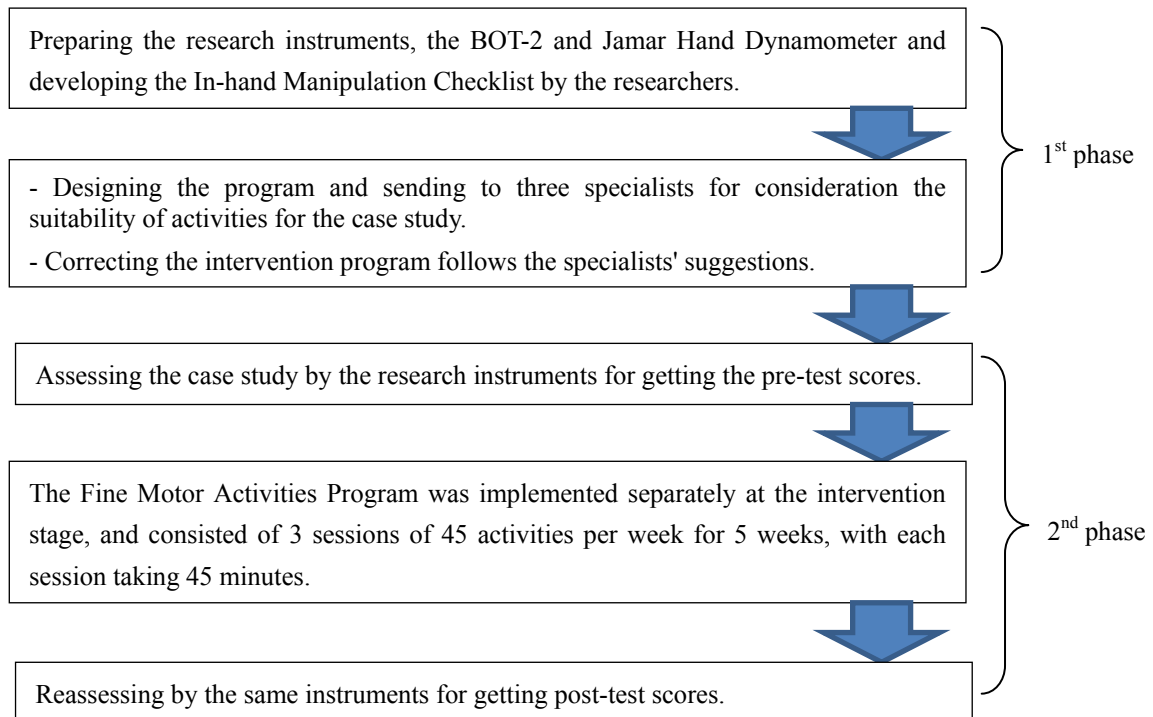 Preparing the research instruments, the BOT-2 and Jamar Hand Dynamometer and
developing the In-hand Manipulation Checklist by the researchers.
1st phase
- Designing the program and sending to three specialists for consideration the
suitability of activities for the case study.
- Correcting the intervention program follows the specialists' suggestions.
Assessing the case study by the research instruments for getting the pre-test scores.
The Fine Motor Activities Program was implemented separately at the intervention
stage, and consisted of 3 sessions of 45 activities per week for 5 weeks, with each
session taking 45 minutes.
2nd phase
Reassessing by the same instruments for getting post-test scores.